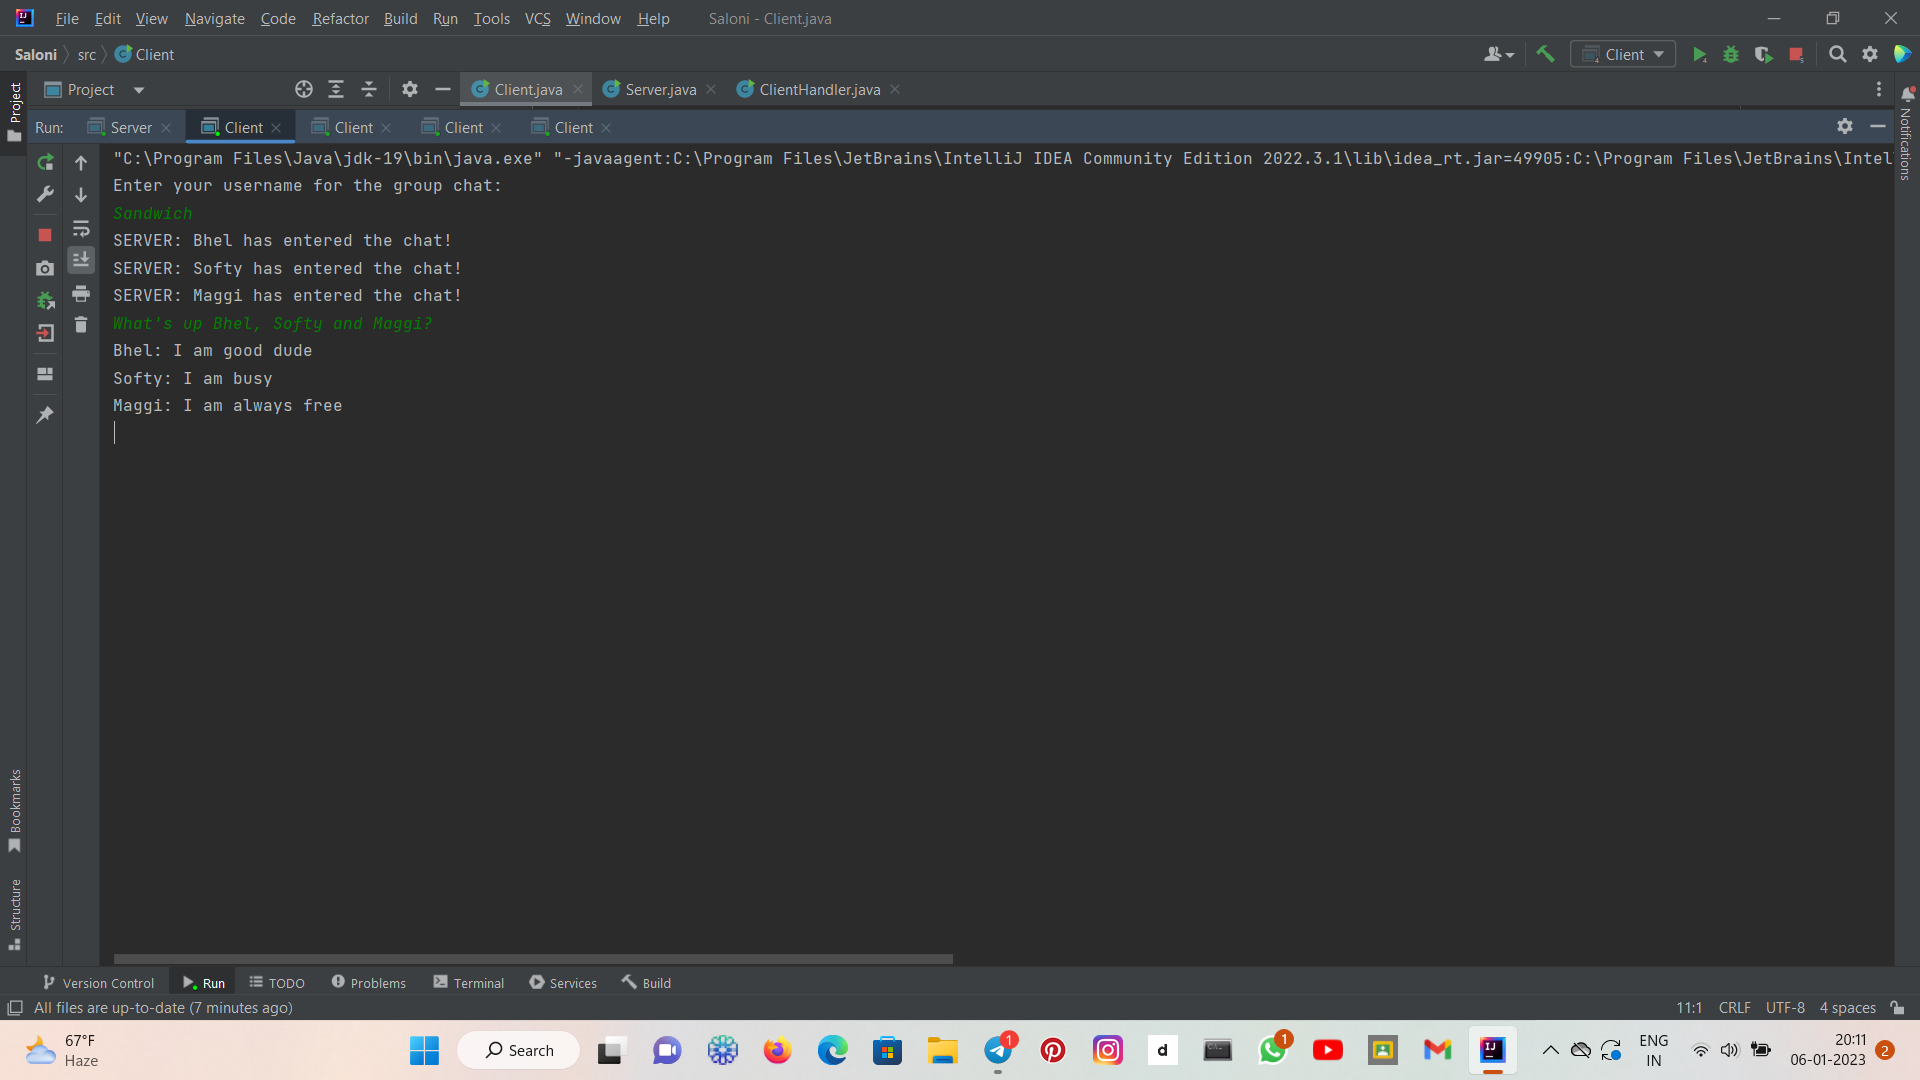 File Edit View Navigate Code Refactor Build Run Tools VCS Window Help Saloni - Client.java
Saloni src Client Client
Project Project Client.java Server.java ClientHandler.java Notifications
Run: Server Client Client Client Client
"C:\Program Files\Java\jdk-19\bin\java.exe" "-javaagent:C:\Program Files\JetBrains\IntelliJ IDEA Community Edition 2022.3.1\lib\idea_rt.jar=49905:C:\Program Files\JetBrains\Intel
Enter your username for the group chat:
Sandwich
SERVER: Bhel has entered the chat!
SERVER: Softy has entered the chat!
SERVER: Maggi has entered the chat!
What's up Bhel, Softy and Maggi?
Bhel: I am good dude
Softy: I am busy
Maggi: I am always free
Bookmarks
Structure
Version Control Run TODO Problems Terminal Services Build
All files are up-to-date (7 minutes ago) 11:1 CRLF UTF-8 4 spaces
67°F
Haze
Search
d
1
1
IJ
ENG
IN
20:11
06-01-2023
2